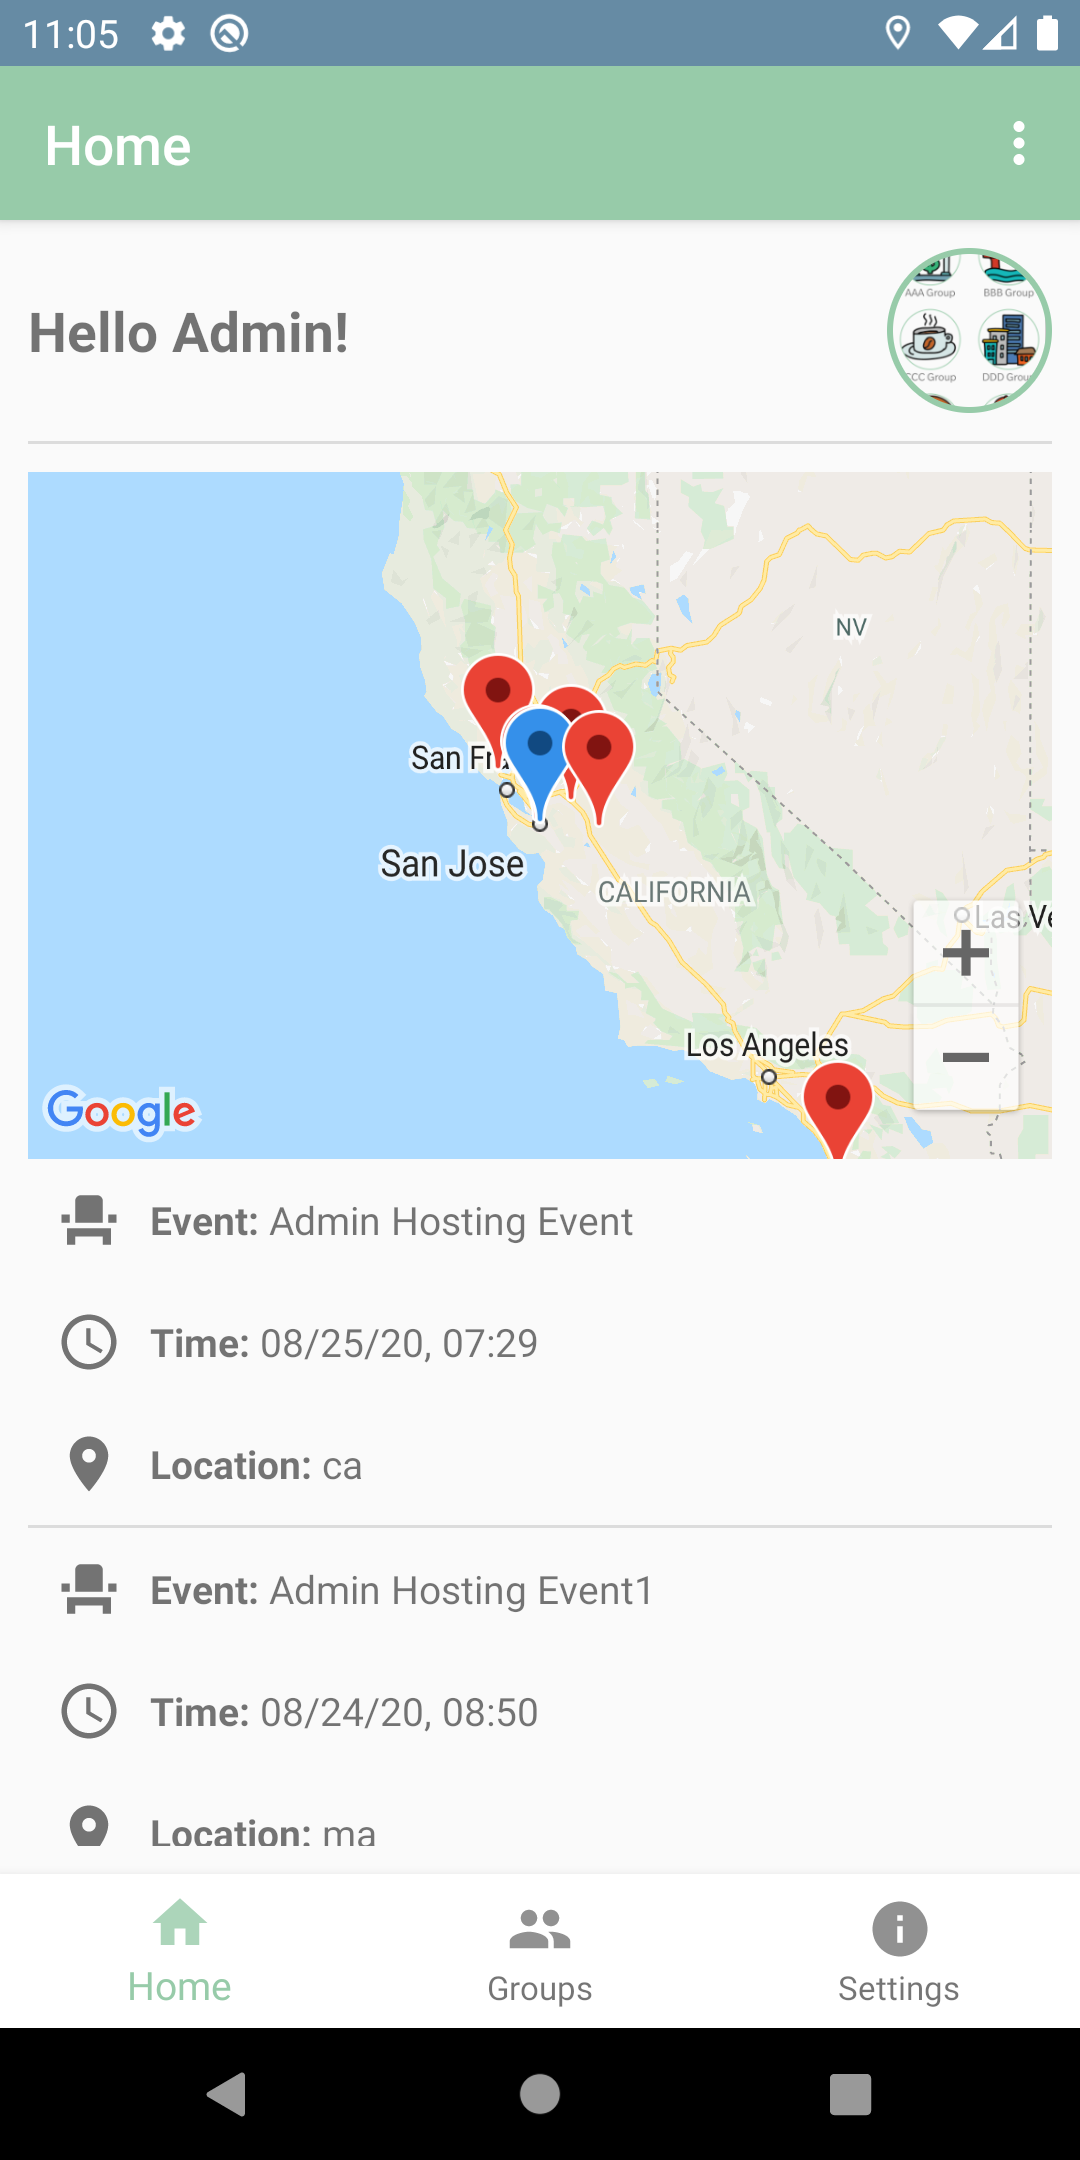 11:05
Home
AAA Group
BBB Group
CCC Group
DDD Grou
Hello Admin!
NV
San Fra
San Jose
CALIFORNIA
Las Ve
Los Angeles
Google
Event: Admin Hosting Event
Time: 08/25/20, 07:29
Location: ca
Event: Admin Hosting Event1
Time: 08/24/20, 08:50
Location: ma
Home
Groups
Settings